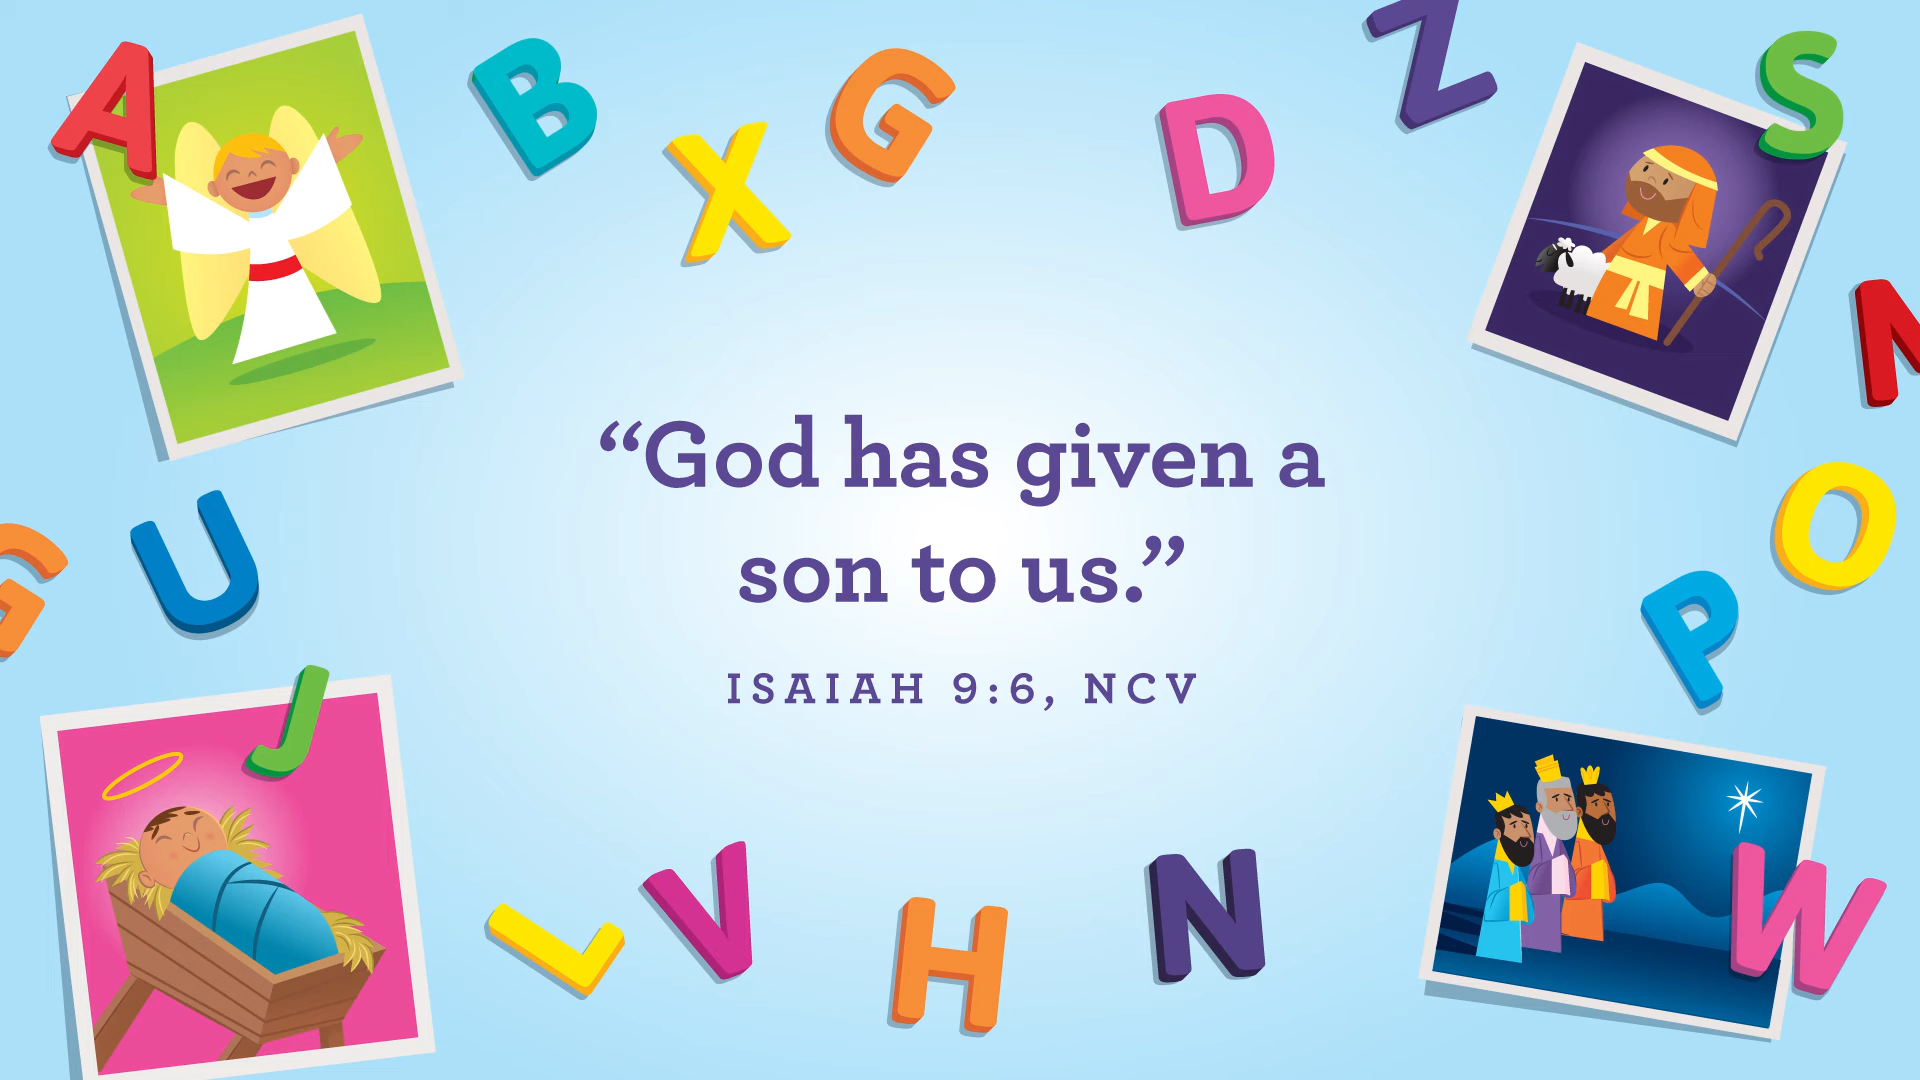 A
B
X
G
D
Z
S
N
“God has given a
son to us.”
ISAIAH 9:6, NCV
G
U
O
P
J
L
V
H
N
W